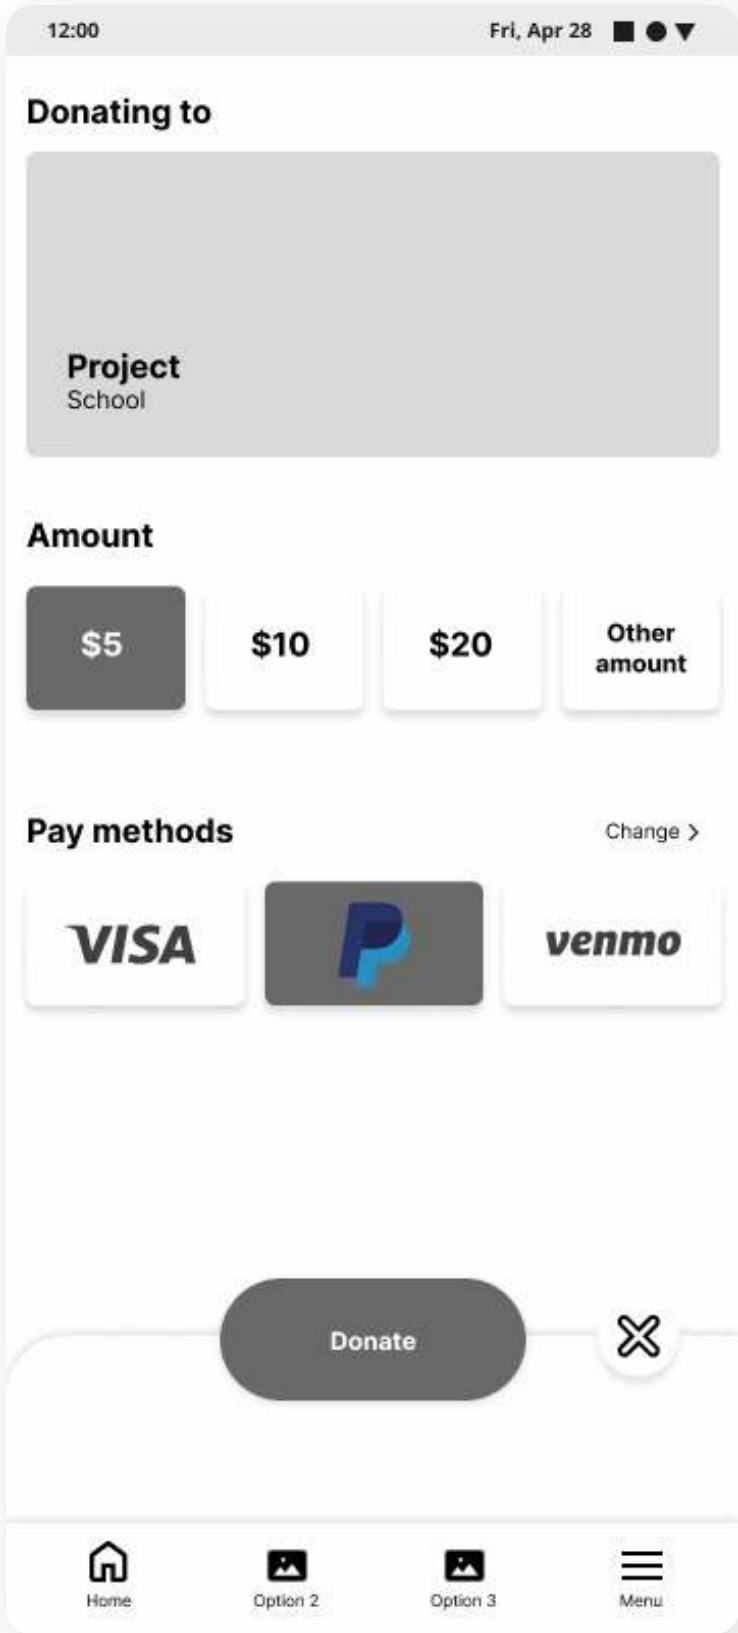 12:00 Fri, Apr 28
Donating to
Project
School
Amount
$5 $10 $20 Other
amount
Pay methods Change >
VISA P venmo
Donate
Home Option 2 Option 3 Menu